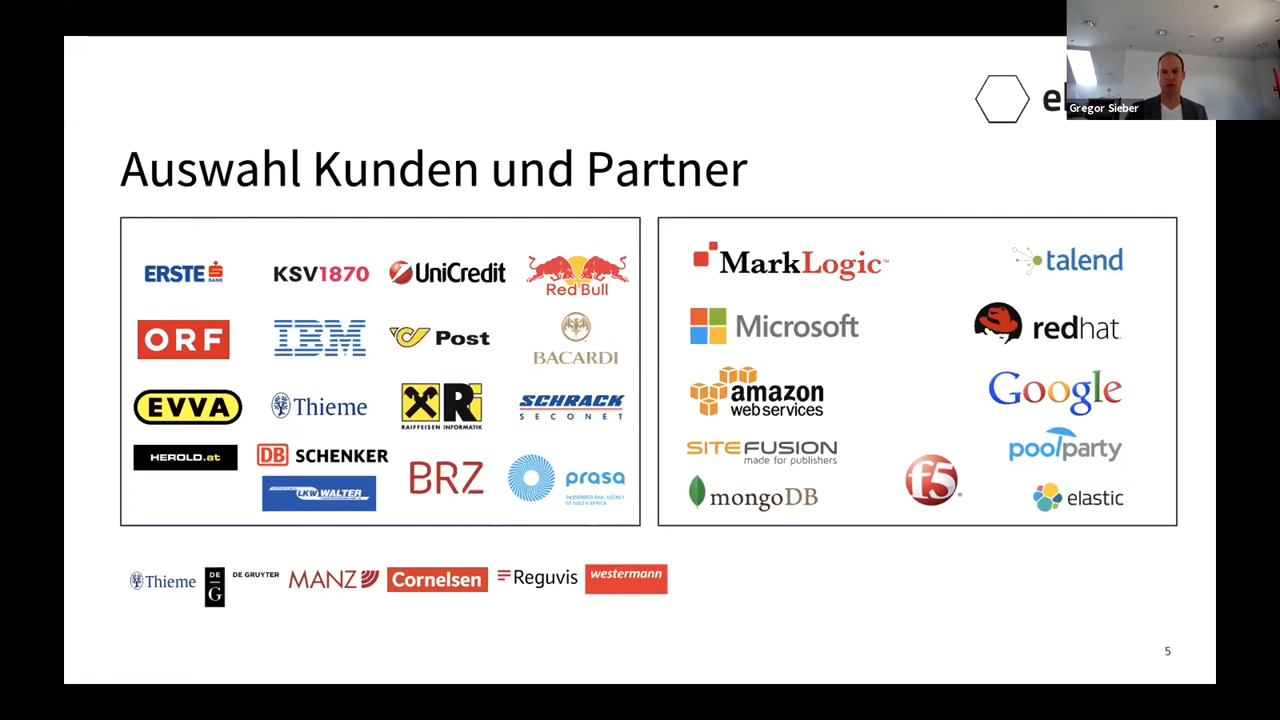 Gregor Sieber
Auswahl Kunden und Partner
ERSTE BANK
KSV1870
UniCredit
Red Bull
ORF
IBM
Post
BACARDI
EVVA
Thieme
Ri
RAIFFEISEN INFORMATIK
SCHRACK
SECONET
HEROLD.at
DB SCHENKER
LKW WALTER
BRZ
prasa
PASSENGER RAIL AGENCY
OF SOUTH AFRICA
MarkLogic™
talend
Microsoft
redhat.
amazon
web services
Google
SITEFUSION
made for publishers
poolparty
mongoDB
f5®
elastic
Thieme
DE
G
DE GRUYTER
MANZ
Cornelsen
Reguvis
westermann
5